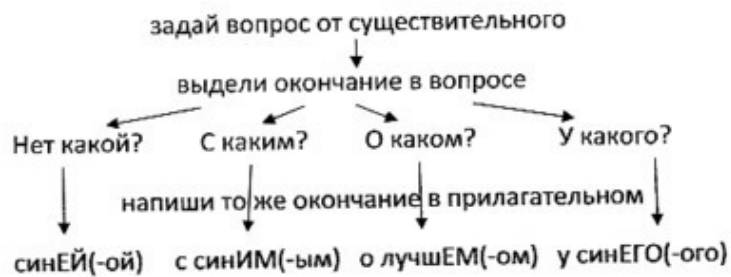 задай вопрос от существительного
выдели окончание в вопросе
Нет какой? С каким? О каком? У какого?
напиши то же окончание в прилагательном
синЕЙ(-ой) с синИМ(-ым) о лучшЕМ(-ом) у синЕГО(-ого)